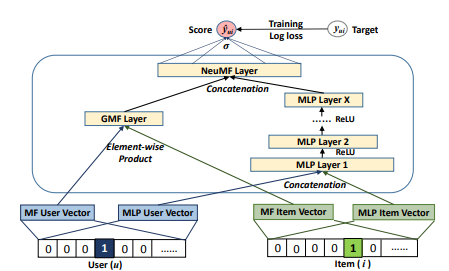 Training
Score ŷui yui Target
Log loss
σ
NeuMF Layer
Concatenation
MLP Layer X
...... ReLU
GMF Layer
MLP Layer 2
Element-wise
Product
ReLU
MLP Layer 1
Concatenation
MF User Vector MLP User Vector MF Item Vector MLP Item Vector
0 0 0 1 0 0 ...... 0 0 0 0 1 0 ......
User (u) Item ( i )